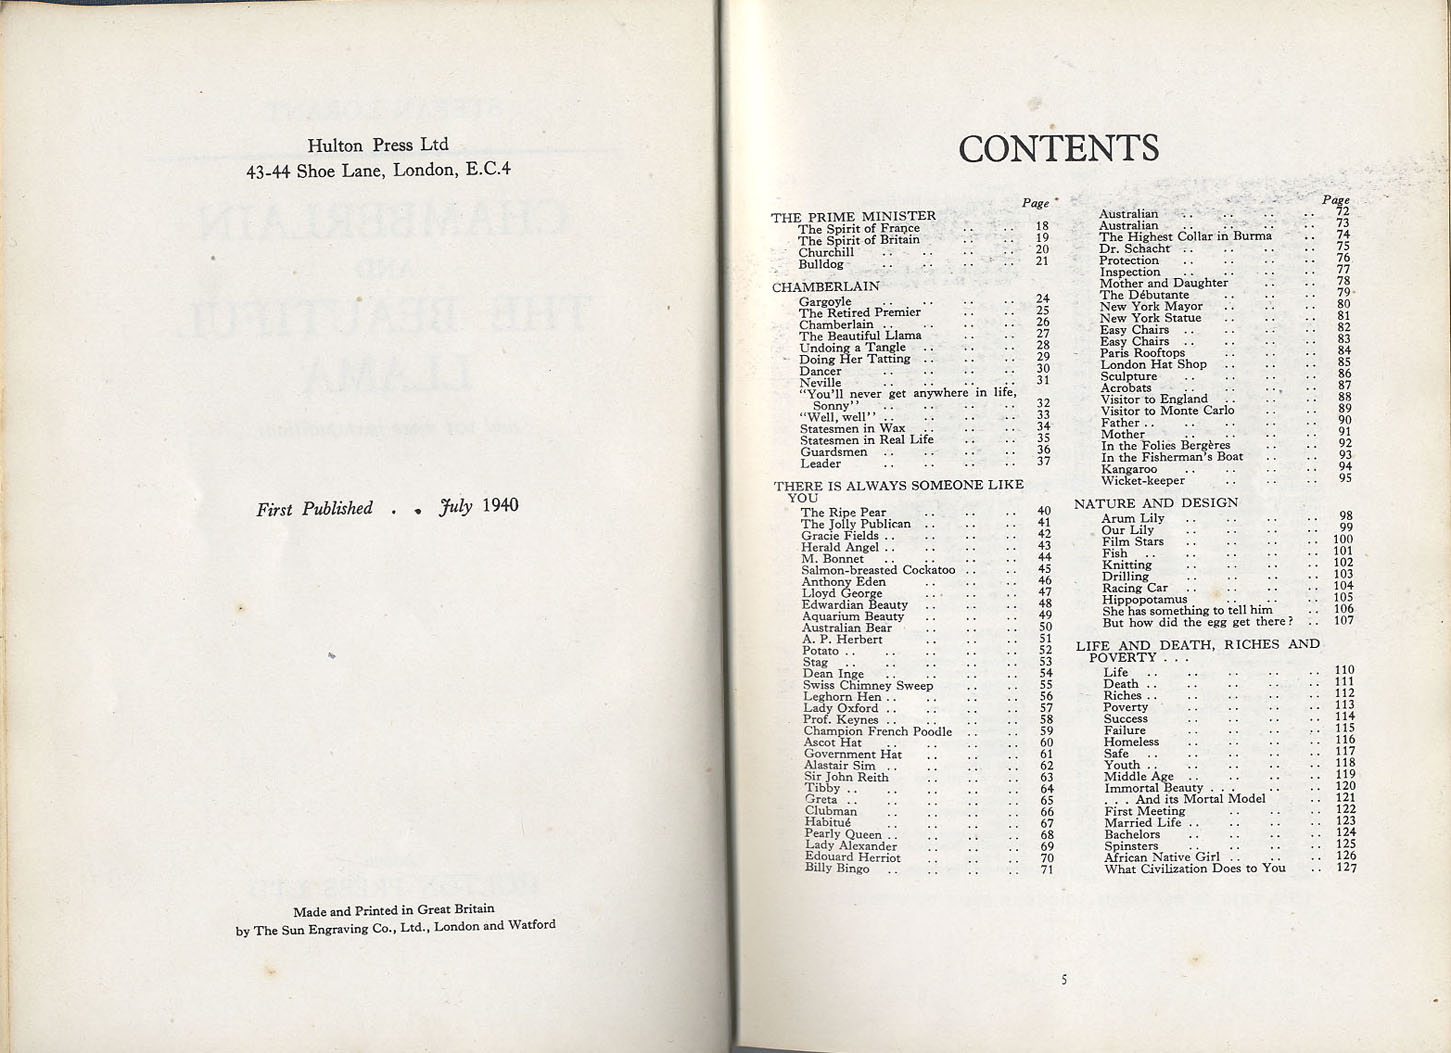 Hulton Press Ltd
43-44 Shoe Lane, London, E.C.4
First Published . . July 1940
Made and Printed in Great Britain
by The Sun Engraving Co., Ltd., London and Watford
CONTENTS
Page
THE PRIME MINISTER
The Spirit of France .. .. 18
The Spirit of Britain .. .. 19
Churchill .. .. .. .. 20
Bulldog .. .. .. .. 21
CHAMBERLAIN
Gargoyle .. .. .. .. 24
The Retired Premier .. .. 25
Chamberlain .. .. .. .. 26
The Beautiful Llama .. .. 27
Undoing a Tangle .. .. .. 28
Doing Her Tatting .. .. .. 29
Dancer .. .. .. .. 30
Neville .. .. .. .. 31
"You'll never get anywhere in life,
Sonny" .. .. .. .. 32
"Well, well" .. .. .. .. 33
Statesmen in Wax .. .. .. 34
Statesmen in Real Life .. .. 35
Guardsmen .. .. .. .. 36
Leader .. .. .. .. 37
THERE IS ALWAYS SOMEONE LIKE
YOU
The Ripe Pear .. .. .. 40
The Jolly Publican .. .. .. 41
Gracie Fields .. .. .. .. 42
Herald Angel .. .. .. .. 43
M. Bonnet .. .. .. .. 44
Salmon-breasted Cockatoo .. .. 45
Anthony Eden .. .. .. 46
Lloyd George .. .. .. 47
Edwardian Beauty .. .. .. 48
Aquarium Beauty .. .. .. 49
Australian Bear .. .. .. 50
A. P. Herbert .. .. .. 51
Potato .. .. .. .. .. 52
Stag .. .. .. .. .. 53
Dean Inge .. .. .. .. 54
Swiss Chimney Sweep .. .. 55
Leghorn Hen .. .. .. .. 56
Lady Oxford .. .. .. .. 57
Prof. Keynes .. .. .. .. 58
Champion French Poodle .. .. 59
Ascot Hat .. .. .. .. 60
Government Hat .. .. .. 61
Alastair Sim .. .. .. .. 62
Sir John Reith .. .. .. 63
Tibby .. .. .. .. .. 64
Greta .. .. .. .. .. 65
Clubman .. .. .. .. 66
Habitué .. .. .. .. 67
Pearly Queen .. .. .. .. 68
Lady Alexander .. .. .. 69
Edouard Herriot .. .. .. 70
Billy Bingo .. .. .. .. 71
Page
Australian .. .. .. .. 72
Australian .. .. .. .. 73
The Highest Collar in Burma .. 74
Dr. Schacht .. .. .. .. 75
Protection .. .. .. .. 76
Inspection .. .. .. .. 77
Mother and Daughter .. .. 78
The Débutante .. .. .. 79
New York Mayor .. .. .. 80
New York Statue .. .. .. 81
Easy Chairs .. .. .. .. 82
Easy Chairs .. .. .. .. 83
Paris Rooftops .. .. .. 84
London Hat Shop .. .. .. 85
Sculpture .. .. .. .. 86
Acrobats .. .. .. .. 87
Visitor to England .. .. .. 88
Visitor to Monte Carlo .. .. 89
Father .. .. .. .. .. 90
Mother .. .. .. .. 91
In the Folies Bergères .. .. 92
In the Fisherman's Boat .. .. 93
Kangaroo .. .. .. .. 94
Wicket-keeper .. .. .. 95
NATURE AND DESIGN
Arum Lily .. .. .. .. 98
Our Lily .. .. .. .. 99
Film Stars .. .. .. .. 100
Fish .. .. .. .. .. 101
Knitting .. .. .. .. 102
Drilling .. .. .. .. 103
Racing Car .. .. .. .. 104
Hippopotamus .. .. .. 105
She has something to tell him .. 106
But how did the egg get there? .. 107
LIFE AND DEATH, RICHES AND
POVERTY . . .
Life .. .. .. .. .. 110
Death .. .. .. .. .. 111
Riches .. .. .. .. .. 112
Poverty .. .. .. .. 113
Success .. .. .. .. 114
Failure .. .. .. .. 115
Homeless .. .. .. .. 116
Safe .. .. .. .. .. 117
Youth .. .. .. .. .. 118
Middle Age .. .. .. .. 119
Immortal Beauty . . . .. .. 120
. . . And its Mortal Model .. 121
First Meeting .. .. .. 122
Married Life .. .. .. .. 123
Bachelors .. .. .. .. 124
Spinsters .. .. .. .. 125
African Native Girl .. .. .. 126
What Civilization Does to You .. 127
5